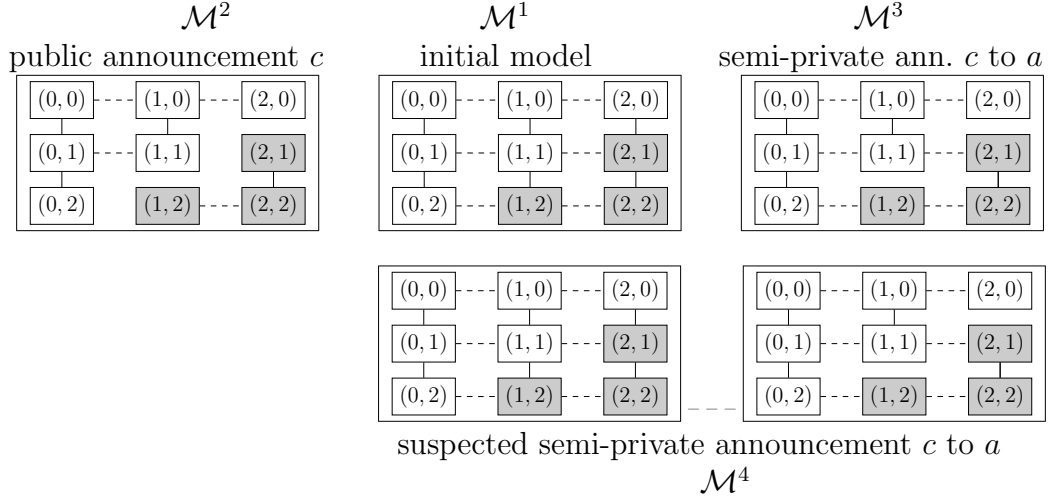 M² M¹ M³
public announcement c initial model semi-private ann. c to a
(0, 0) (1, 0) (2, 0) (0, 0) (1, 0) (2, 0) (0, 0) (1, 0) (2, 0)
(0, 1) (1, 1) (2, 1) (0, 1) (1, 1) (2, 1) (0, 1) (1, 1) (2, 1)
(0, 2) (1, 2) (2, 2) (0, 2) (1, 2) (2, 2) (0, 2) (1, 2) (2, 2)
(0, 0) (1, 0) (2, 0) (0, 0) (1, 0) (2, 0)
(0, 1) (1, 1) (2, 1) (0, 1) (1, 1) (2, 1)
(0, 2) (1, 2) (2, 2) (0, 2) (1, 2) (2, 2)
suspected semi-private announcement c to a
M⁴